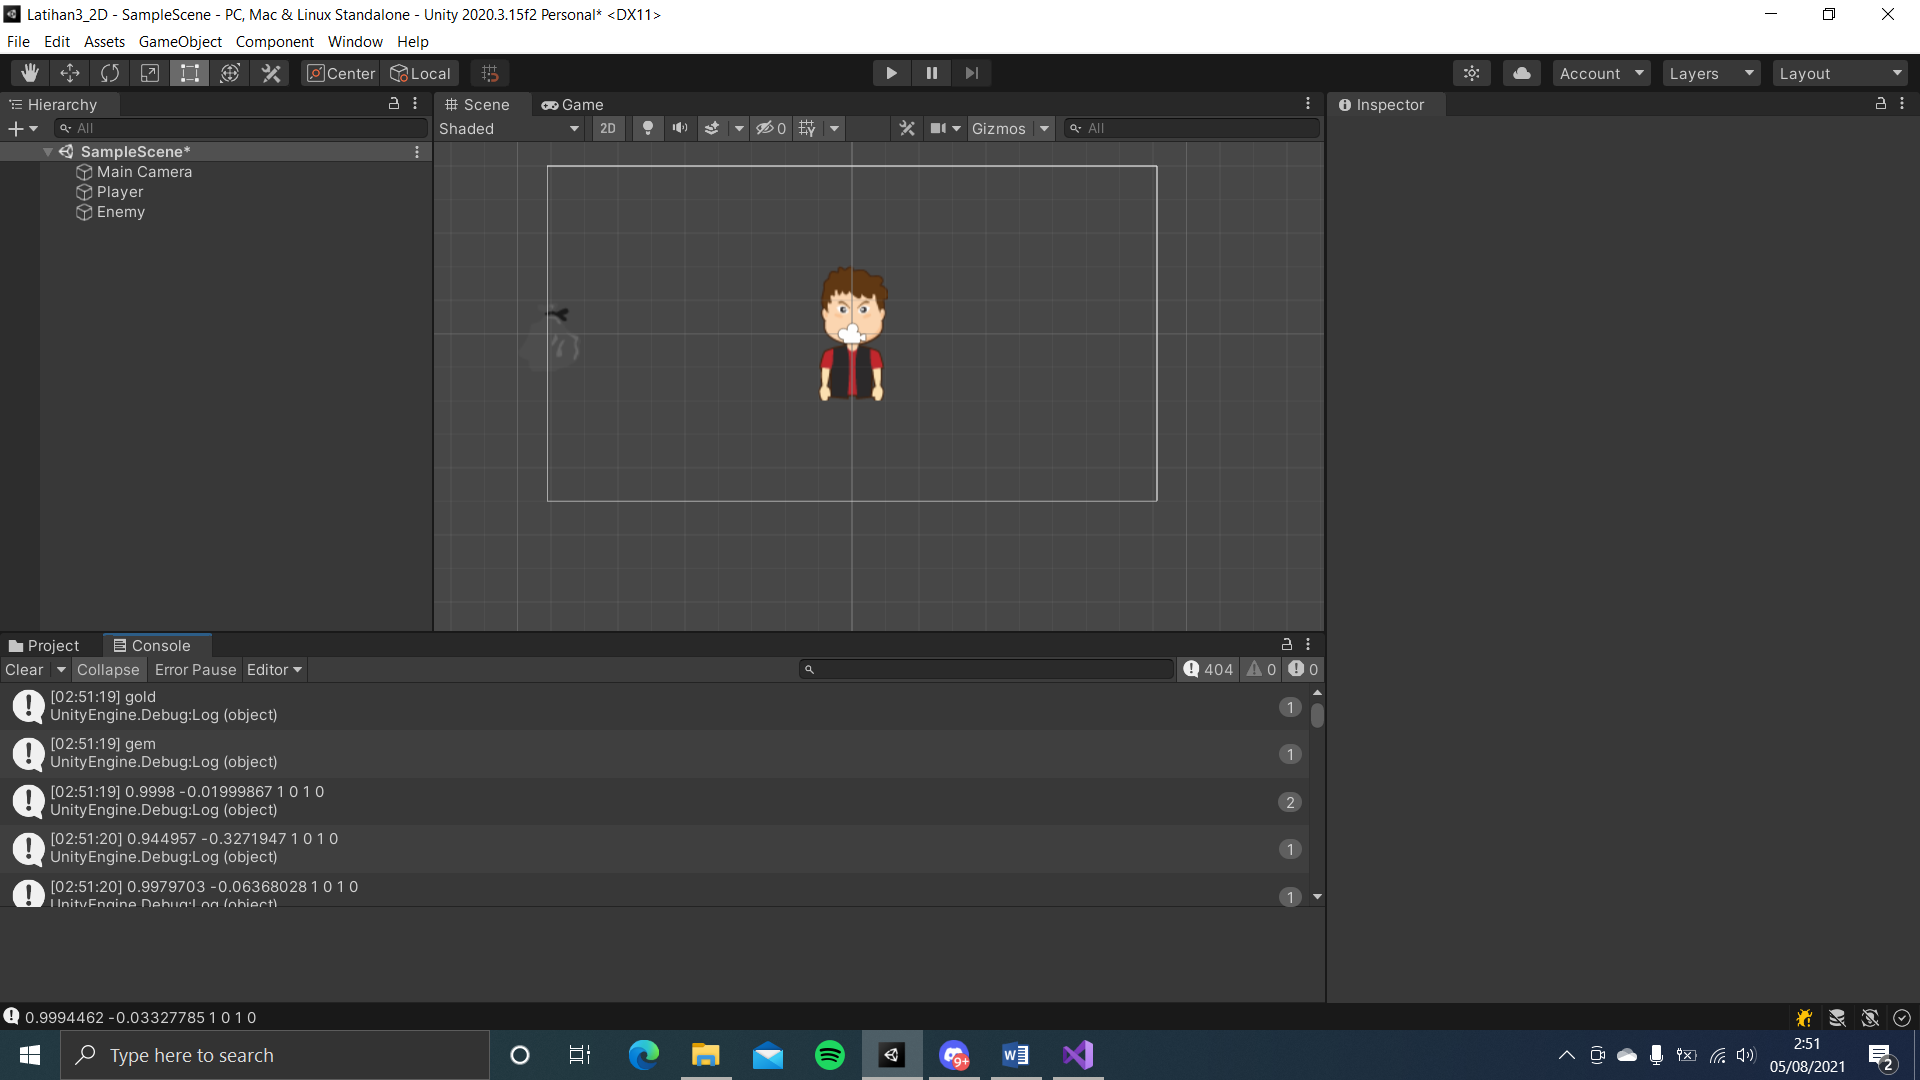 Latihan3_2D - SampleScene - PC, Mac & Linux Standalone - Unity 2020.3.15f2 Personal* <DX11>
File Edit Assets GameObject Component Window Help
Center Local Account Layers Layout
Hierarchy
All
SampleScene*
Main Camera
Player
Enemy
Scene Game
Shaded 2D 0 Gizmos All
Inspector
Project Console
Clear Collapse Error Pause Editor 404 0 0
[02:51:19] gold
UnityEngine.Debug:Log (object)
1
[02:51:19] gem
UnityEngine.Debug:Log (object)
1
[02:51:19] 0.9998 -0.01999867 1 0 1 0
UnityEngine.Debug:Log (object)
2
[02:51:20] 0.944957 -0.3271947 1 0 1 0
UnityEngine.Debug:Log (object)
1
[02:51:20] 0.9979703 -0.06368028 1 0 1 0
UnityEngine.Debug:Log (object)
1
0.9994462 -0.03327785 1 0 1 0
Type here to search
9+
2:51
05/08/2021
2